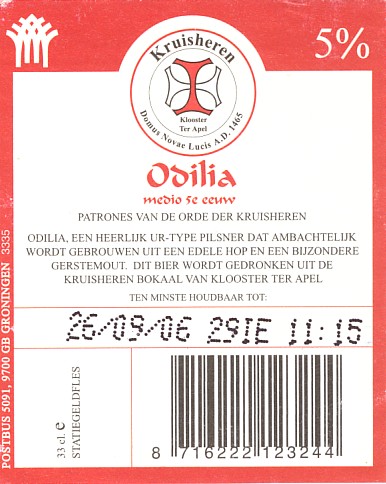 Kruisheren
5%
Klooster
Ter Apel
Domus Novae Lucis A.D. 1465
Odilia
medio 5e eeuw
PATRONES VAN DE ORDE DER KRUISHEREN
ODILIA, EEN HEERLIJK UR-TYPE PILSNER DAT AMBACHTELIJK
WORDT GEBROUWEN UIT EEN EDELE HOP EN EEN BIJZONDERE
GERSTEMOUT. DIT BIER WORDT GEDRONKEN UIT DE
KRUISHEREN BOKAAL VAN KLOOSTER TER APEL
TEN MINSTE HOUDBAAR TOT:
26/09/06 29IE 11:15
POSTBUS 5091, 9700 GB GRONINGEN 3335
33 cl. e
STATIEGELDFLES
8 716222 123244